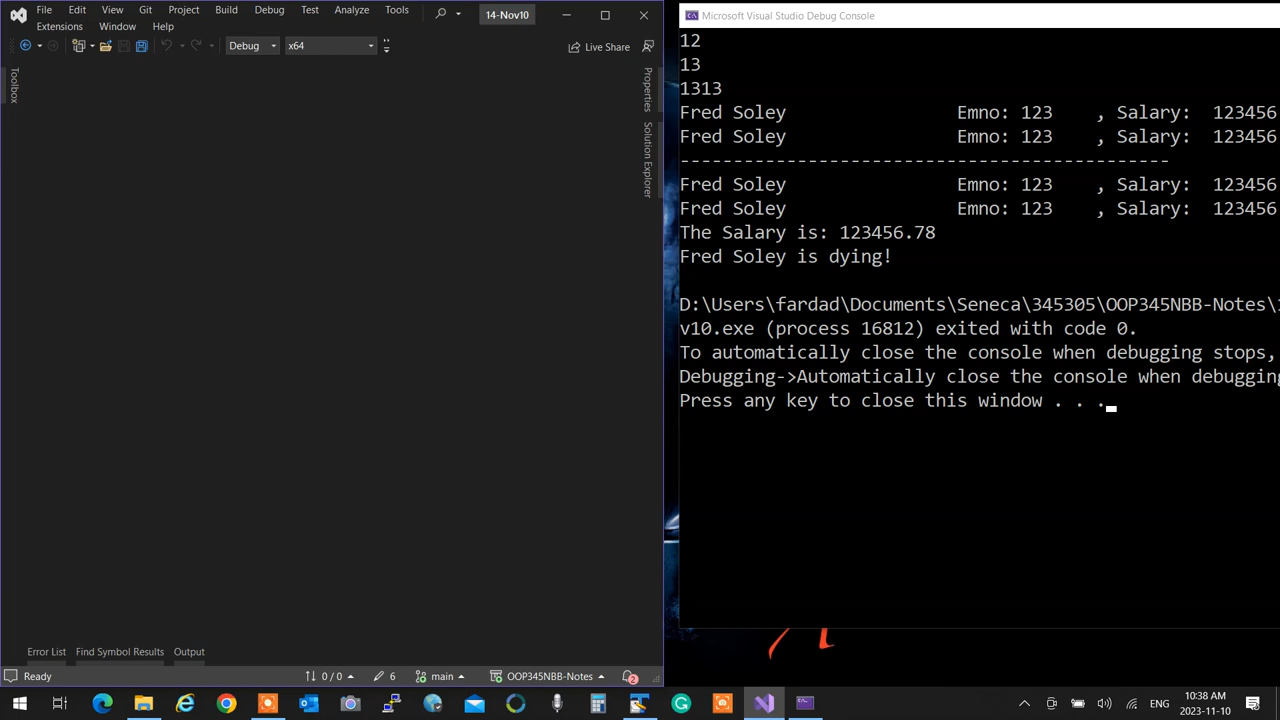 File Edit View Git Project Build Debug Test Analyze Tools 14-Nov10
Extensions Window Help
Debug x64 Live Share
Toolbox
Properties
Solution Explorer
Error List Find Symbol Results Output
Ready 0 / 0 6 main OOP345NBB-Notes 2
Microsoft Visual Studio Debug Console
12
13
1313
Fred Soley Emno: 123 , Salary: 123456
Fred Soley Emno: 123 , Salary: 123456
----------------------------------------------
Fred Soley Emno: 123 , Salary: 123456
Fred Soley Emno: 123 , Salary: 123456
The Salary is: 123456.78
Fred Soley is dying!
D:\Users\fardad\Documents\Seneca\345305\OOP345NBB-Notes\
v10.exe (process 16812) exited with code 0.
To automatically close the console when debugging stops,
Debugging->Automatically close the console when debugging
Press any key to close this window . . .
ENG 10:38 AM
2023-11-10